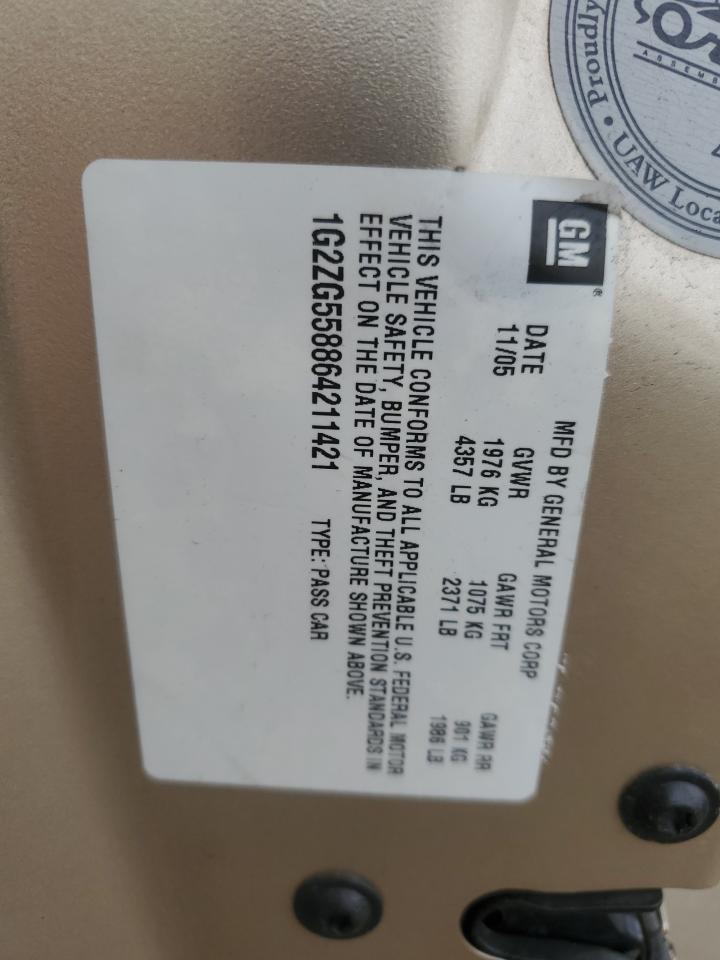 GM®
MFD BY GENERAL MOTORS CORP
DATE GVWR GAWR FRT GAWR RR
11/05 1976 KG 1075 KG 901 KG
4357 LB 2371 LB 1986 LB
THIS VEHICLE CONFORMS TO ALL APPLICABLE U.S. FEDERAL MOTOR
VEHICLE SAFETY, BUMPER, AND THEFT PREVENTION STANDARDS IN
EFFECT ON THE DATE OF MANUFACTURE SHOWN ABOVE.
1G2ZG558864211421 TYPE: PASS CAR
Proudly
• UAW Loca
ASSEMB